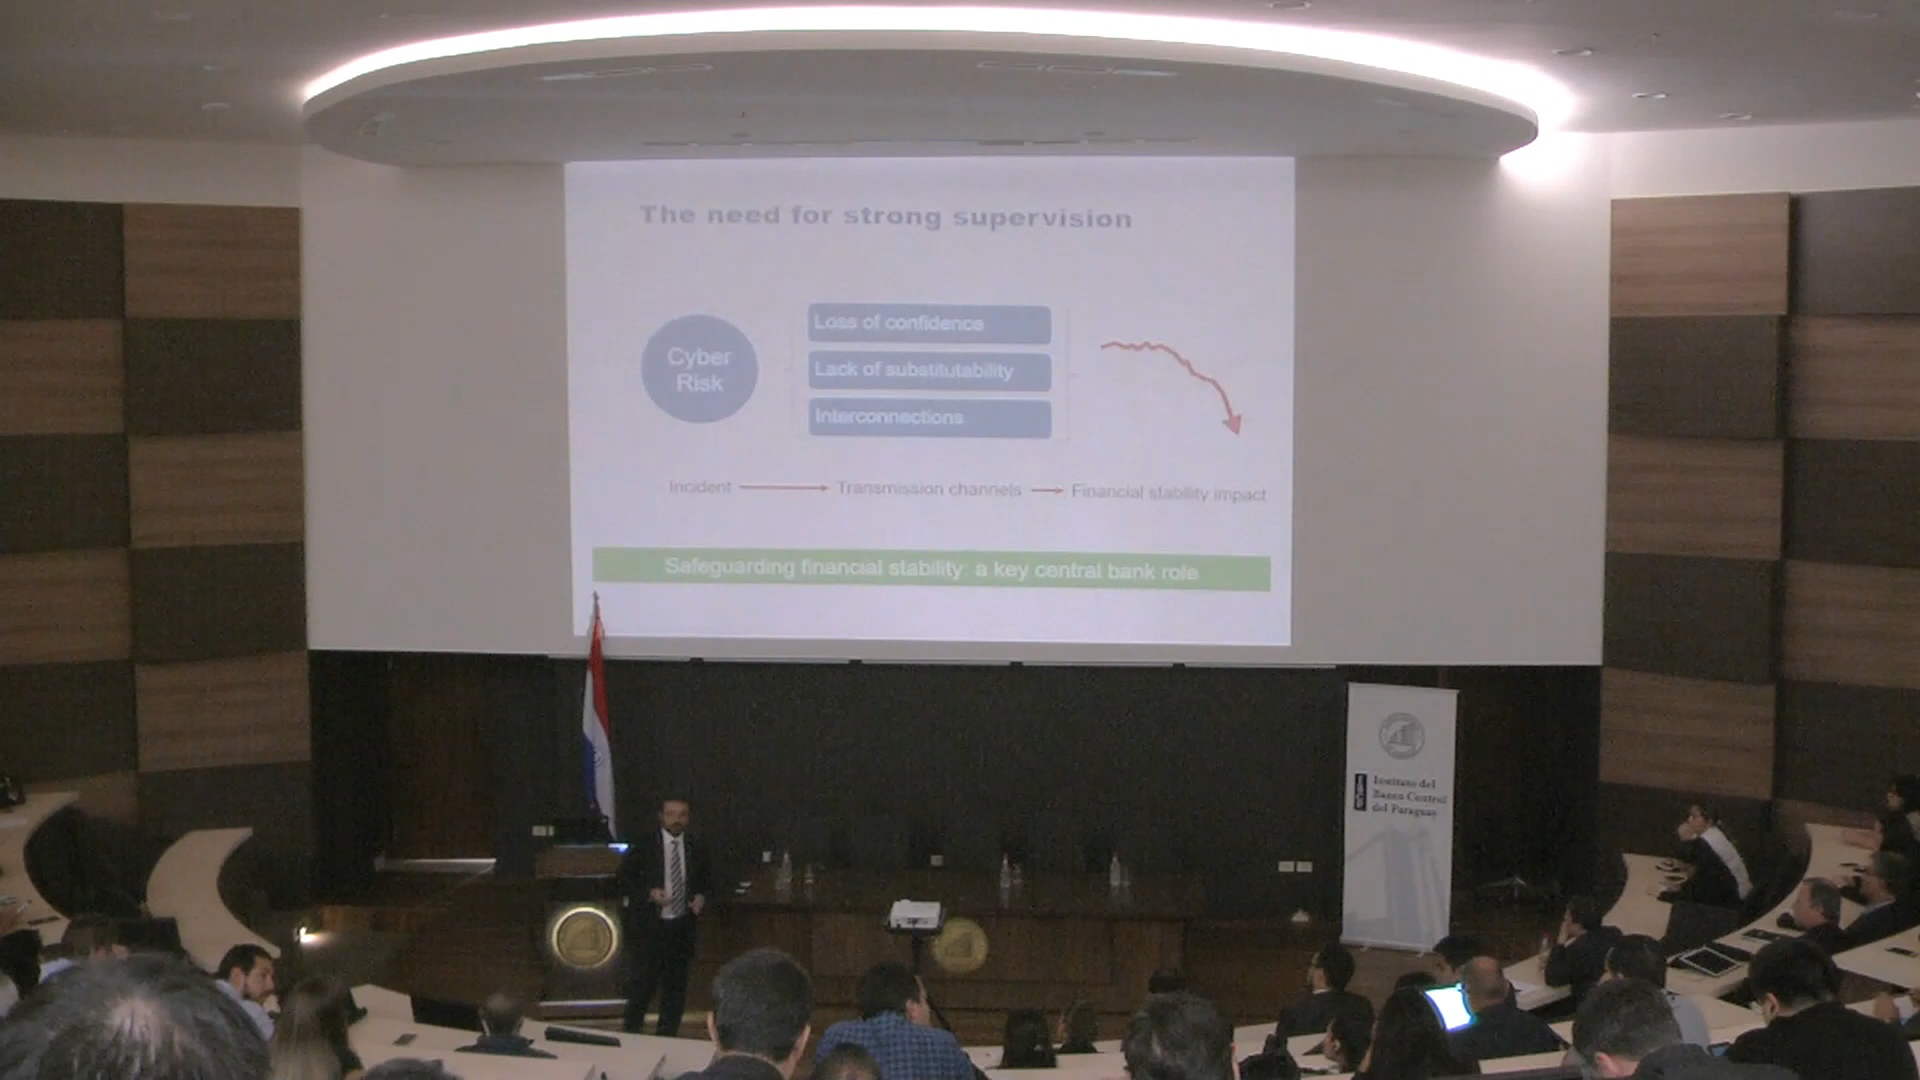 The need for strong supervision
Cyber
Risk
Loss of confidence
Lack of substitutability
Interconnections
Incident
Transmission channels
Financial stability impact
Safeguarding financial stability: a key central bank role
Instituto del
Banco Central
del Paraguay